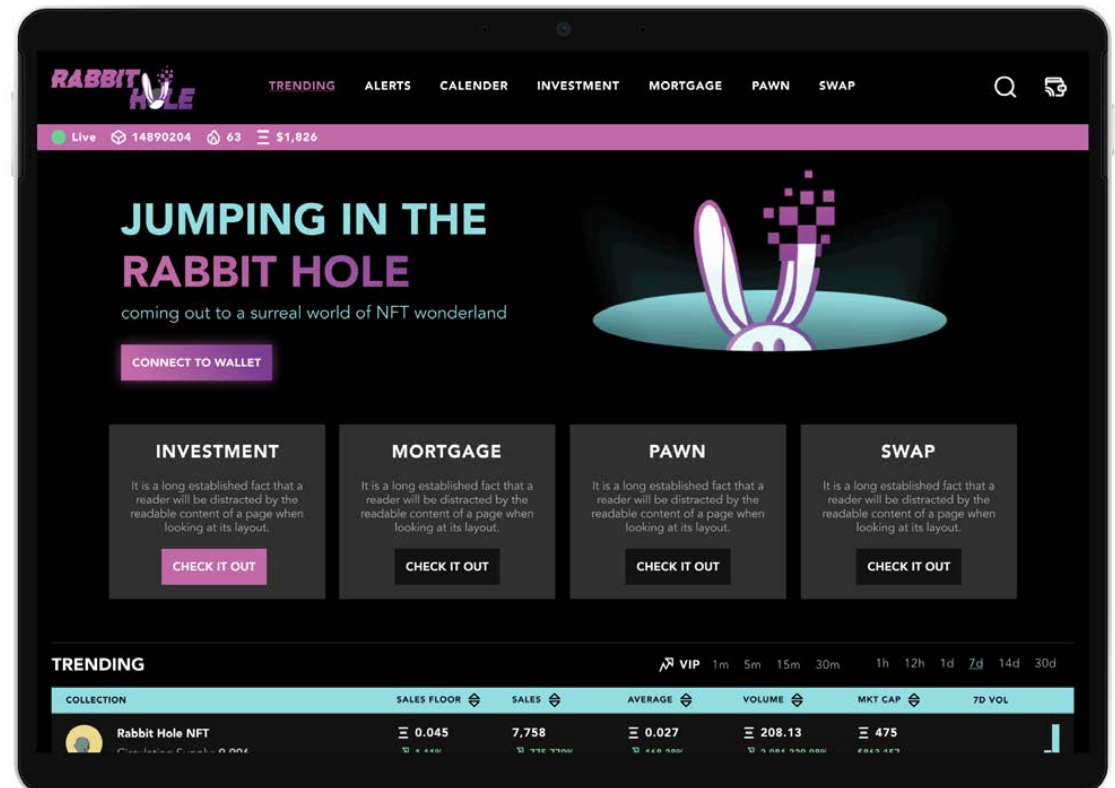 RABBIT HOLE
TRENDING ALERTS CALENDER INVESTMENT MORTGAGE PAWN SWAP
Live 14890204 63 Ξ $1,826
JUMPING IN THE
RABBIT HOLE
coming out to a surreal world of NFT wonderland
CONNECT TO WALLET
INVESTMENT
It is a long established fact that a
reader will be distracted by the
readable content of a page when
looking at its layout.
CHECK IT OUT
MORTGAGE
It is a long established fact that a
reader will be distracted by the
readable content of a page when
looking at its layout.
CHECK IT OUT
PAWN
It is a long established fact that a
reader will be distracted by the
readable content of a page when
looking at its layout.
CHECK IT OUT
SWAP
It is a long established fact that a
reader will be distracted by the
readable content of a page when
looking at its layout.
CHECK IT OUT
TRENDING VIP 1m 5m 15m 30m 1h 12h 1d 7d 14d 30d
COLLECTION SALES FLOOR SALES AVERAGE VOLUME MKT CAP 7D VOL
Rabbit Hole NFT Ξ 0.045 7,758 Ξ 0.027 Ξ 208.13 Ξ 475
Circulation Supply